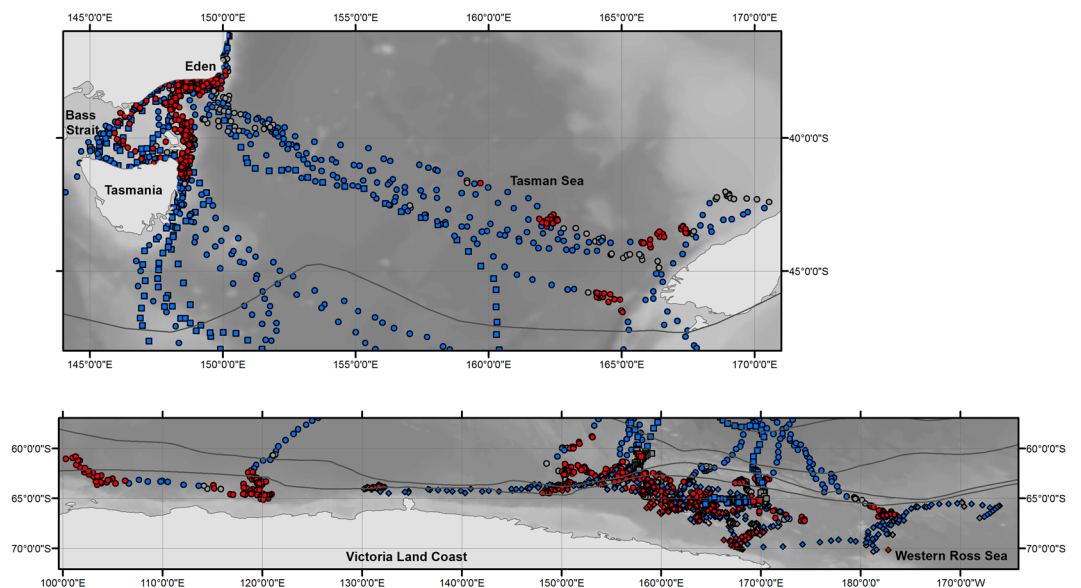 145°0'0"E 150°0'0"E 155°0'0"E 160°0'0"E 165°0'0"E 170°0'0"E
Eden
Bass
Strait
40°0'0"S
Tasmania
Tasman Sea
45°0'0"S
145°0'0"E 150°0'0"E 155°0'0"E 160°0'0"E 165°0'0"E 170°0'0"E
60°0'0"S 60°0'0"S
65°0'0"S 65°0'0"S
70°0'0"S 70°0'0"S
Victoria Land Coast
Western Ross Sea
100°0'0"E 110°0'0"E 120°0'0"E 130°0'0"E 140°0'0"E 150°0'0"E 160°0'0"E 170°0'0"E 180°0'0" 170°0'0"W